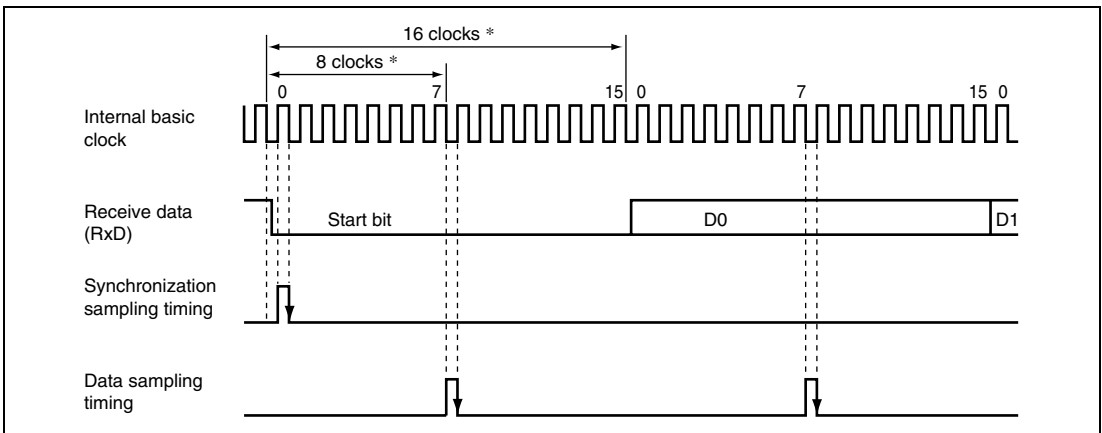 16 clocks *
8 clocks *
0 7 15 0 7 15 0
Internal basic
clock
Receive data
(RxD)
Start bit D0 D1
Synchronization
sampling timing
Data sampling
timing